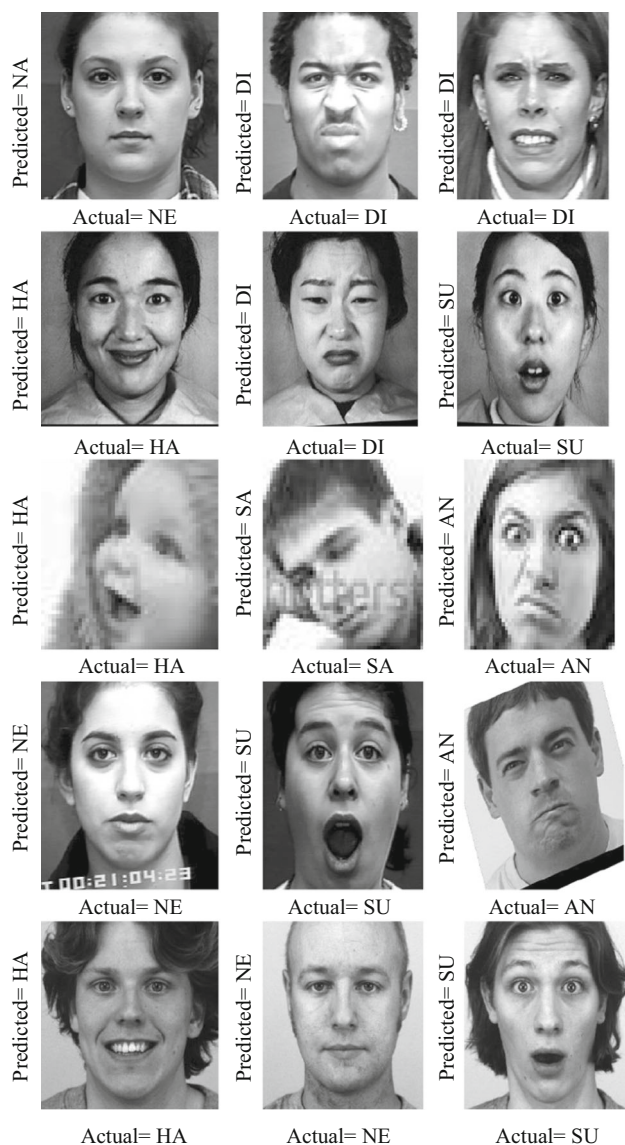 Predicted= NA
Predicted= DI
Predicted= DI
Actual= NE
Actual= DI
Actual= DI
Predicted= HA
Predicted= DI
Predicted= SU
Actual= HA
Actual= DI
Actual= SU
Predicted= HA
Predicted= SA
Predicted= AN
Actual= HA
Actual= SA
Actual= AN
Predicted= NE
Predicted= SU
Predicted= AN
T 00:21:04:23
Actual= NE
Actual= SU
Actual= AN
Predicted= HA
Predicted= NE
Predicted= SU
Actual= HA
Actual= NE
Actual= SU